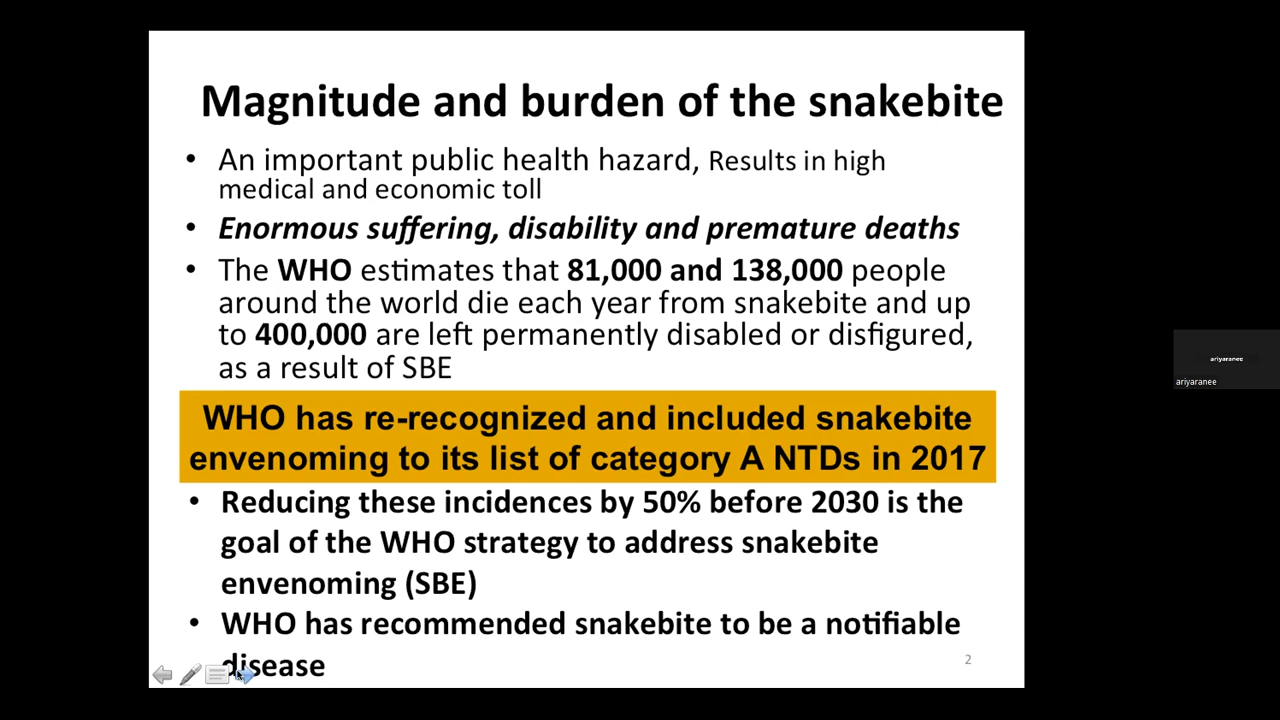 Magnitude and burden of the snakebite
• An important public health hazard, Results in high
medical and economic toll
• Enormous suffering, disability and premature deaths
• The WHO estimates that 81,000 and 138,000 people
around the world die each year from snakebite and up
to 400,000 are left permanently disabled or disfigured,
as a result of SBE
WHO has re-recognized and included snakebite
envenoming to its list of category A NTDs in 2017
• Reducing these incidences by 50% before 2030 is the
goal of the WHO strategy to address snakebite
envenoming (SBE)
• WHO has recommended snakebite to be a notifiable
disease
2
ariyaranee
ariyaranee